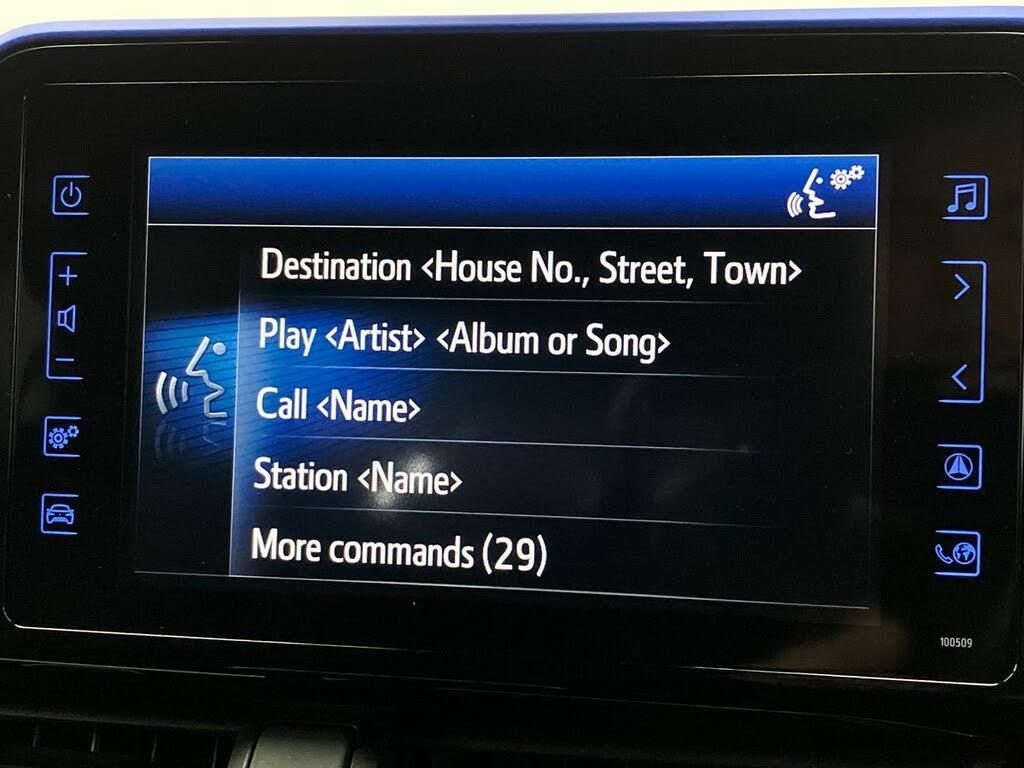 Destination <House No., Street, Town>
Play <Artist> <Album or Song>
Call <Name>
Station <Name>
More commands (29)
100509